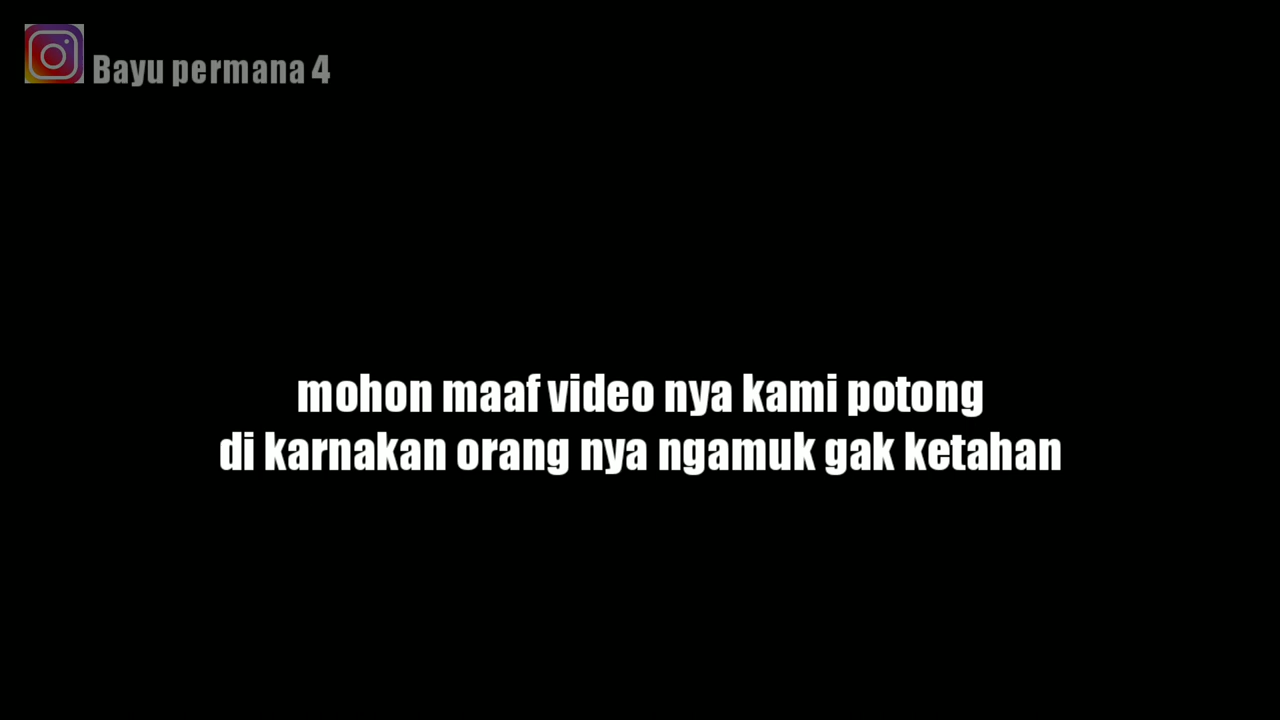 Bayu permana 4
mohon maaf video nya kami potong
di karnakan orang nya ngamuk gak ketahan